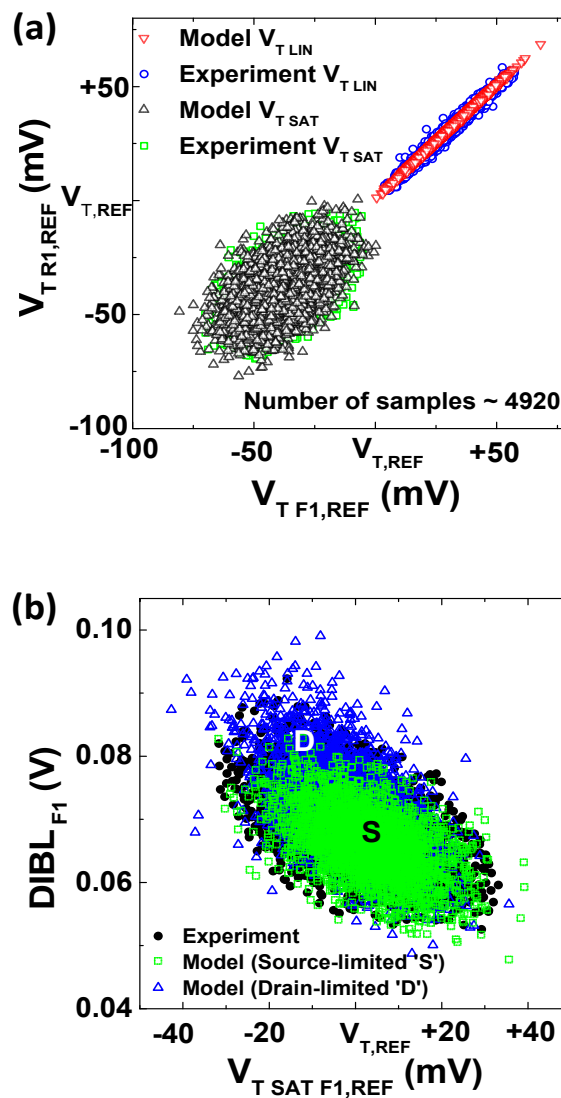 (a)
Model V_T LIN
Experiment V_T LIN
Model V_T SAT
Experiment V_T SAT
+50
V_T,REF
-50
-100
V_T R1,REF (mV)
Number of samples ~ 4920
-100 -50 V_T,REF +50
V_T F1,REF (mV)
(b)
0.10
0.08
0.06
0.04
DIBL_F1 (V)
D
S
Experiment
Model (Source-limited 'S')
Model (Drain-limited 'D')
-40 -20 V_T,REF +20 +40
V_T SAT F1,REF (mV)